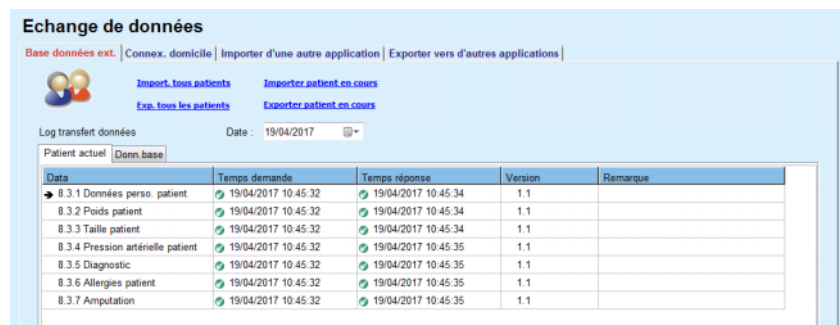 Echange de données
Base données ext. Connex. domicile Importer d'une autre application Exporter vers d'autres applications
Import. tous patients Importer patient en cours
Exp. tous les patients Exporter patient en cours
Log transfert données Date : 19/04/2017
Patient actuel Donn.base
Data Temps demande Temps réponse Version Remarque
8.3.1 Données perso. patient 19/04/2017 10:45:32 19/04/2017 10:45:34 1.1
8.3.2 Poids patient 19/04/2017 10:45:32 19/04/2017 10:45:34 1.1
8.3.3 Taille patient 19/04/2017 10:45:32 19/04/2017 10:45:34 1.1
8.3.4 Pression artérielle patient 19/04/2017 10:45:32 19/04/2017 10:45:35 1.1
8.3.5 Diagnostic 19/04/2017 10:45:32 19/04/2017 10:45:35 1.1
8.3.6 Allergies patient 19/04/2017 10:45:32 19/04/2017 10:45:35 1.1
8.3.7 Amputation 19/04/2017 10:45:32 19/04/2017 10:45:35 1.1